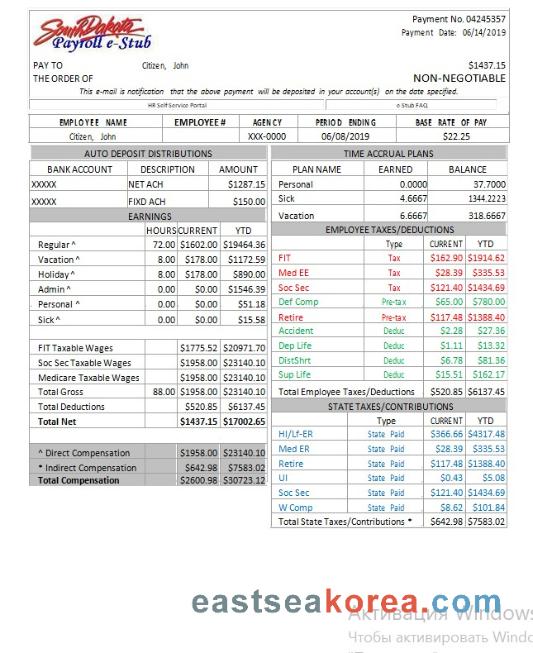 South Dakota
Payroll e-Stub
Payment No. 04245357
Payment Date: 06/14/2019
PAY TO Citizen, John $1437.15
THE ORDER OF NON-NEGOTIABLE
This e-mail is notification that the above payment will be deposited in your account(s) on the date specified.
HR Self Service Portal e Stub FAQ
EMPLOYEE NAME EMPLOYEE # AGENCY PERIOD ENDING BASE RATE OF PAY
Citizen, John XXX-0000 06/08/2019 $22.25
AUTO DEPOSIT DISTRIBUTIONS
BANK ACCOUNT DESCRIPTION AMOUNT
XXXXX NET ACH $1287.15
XXXXX FIXD ACH $150.00
EARNINGS
HOURS CURRENT YTD
Regular ^ 72.00 $1602.00 $19464.36
Vacation ^ 8.00 $178.00 $1172.59
Holiday ^ 8.00 $178.00 $890.00
Admin ^ 0.00 $0.00 $1546.39
Personal ^ 0.00 $0.00 $51.18
Sick ^ 0.00 $0.00 $15.58
FIT Taxable Wages $1775.52 $20971.70
Soc Sec Taxable Wages $1958.00 $23140.10
Medicare Taxable Wages $1958.00 $23140.10
Total Gross 88.00 $1958.00 $23140.10
Total Deductions $520.85 $6137.45
Total Net $1437.15 $17002.65
^ Direct Compensation $1958.00 $23140.10
* Indirect Compensation $642.98 $7583.02
Total Compensation $2600.98 $30723.12
TIME ACCRUAL PLANS
PLAN NAME EARNED BALANCE
Personal 0.0000 37.7000
Sick 4.6667 1344.2223
Vacation 6.6667 318.6667
EMPLOYEE TAXES/DEDUCTIONS
Type CURRENT YTD
FIT Tax $162.90 $1914.62
Med EE Tax $28.39 $335.53
Soc Sec Tax $121.40 $1434.69
Def Comp Pre-tax $65.00 $780.00
Retire Pre-tax $117.48 $1388.40
Accident Deduc $2.28 $27.36
Dep Life Deduc $1.11 $13.32
DistShrt Deduc $6.78 $81.36
Sup Life Deduc $15.51 $162.17
Total Employee Taxes/Deductions $520.85 $6137.45
STATE TAXES/CONTRIBUTIONS
Type CURRENT YTD
HI/Lf-ER State Paid $366.66 $4317.48
Med ER State Paid $28.39 $335.53
Retire State Paid $117.48 $1388.40
UI State Paid $0.43 $5.08
Soc Sec State Paid $121.40 $1434.69
W Comp State Paid $8.62 $101.84
Total State Taxes/Contributions * $642.98 $7583.02
eastseakorea.com
Активация Windows
Чтобы активировать Windo